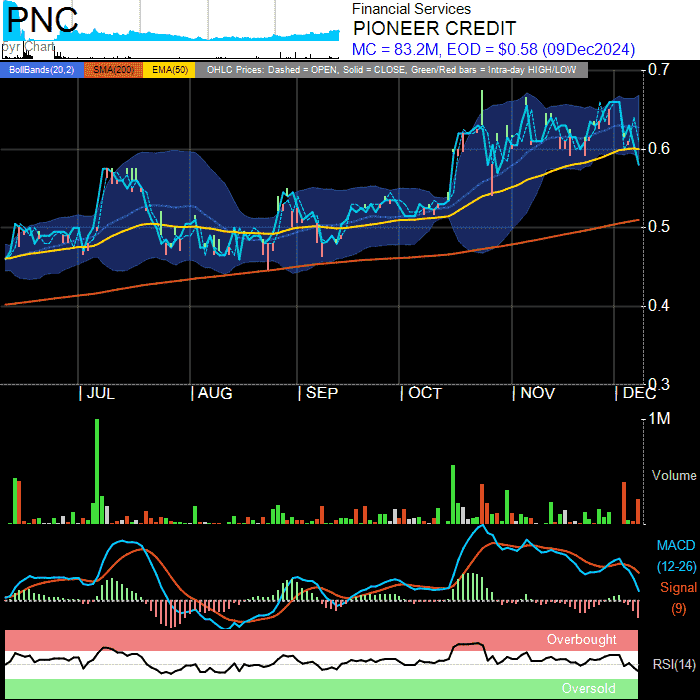 PNC
Financial Services
PIONEER CREDIT
MC = 83.2M, EOD = $0.58 (09Dec2024)
pyr Chart
BollBands(20,2) SMA(200) EMA(50) OHLC Prices: Dashed = OPEN, Solid = CLOSE, Green/Red bars = Intra-day HIGH/LOW
0.7
0.6
0.5
0.4
0.3
JUL AUG SEP OCT NOV DEC
1M
Volume
MACD
(12-26)
Signal
(9)
Overbought
RSI(14)
Oversold